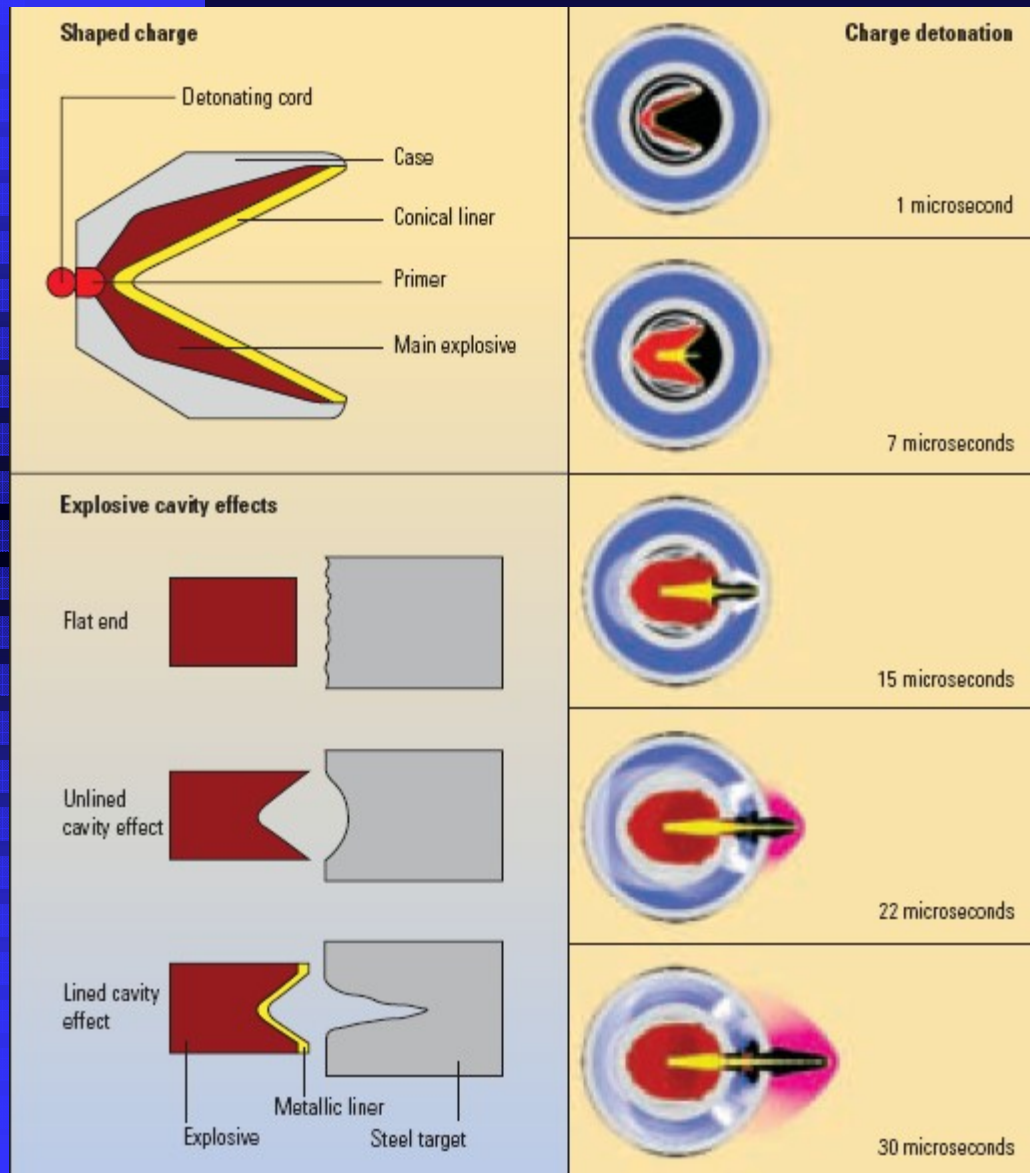 Shaped charge
Detonating cord
Case
Conical liner
Primer
Main explosive
Explosive cavity effects
Flat end
Unlined
cavity effect
Lined cavity
effect
Metallic liner
Explosive
Steel target
Charge detonation
1 microsecond
7 microseconds
15 microseconds
22 microseconds
30 microseconds